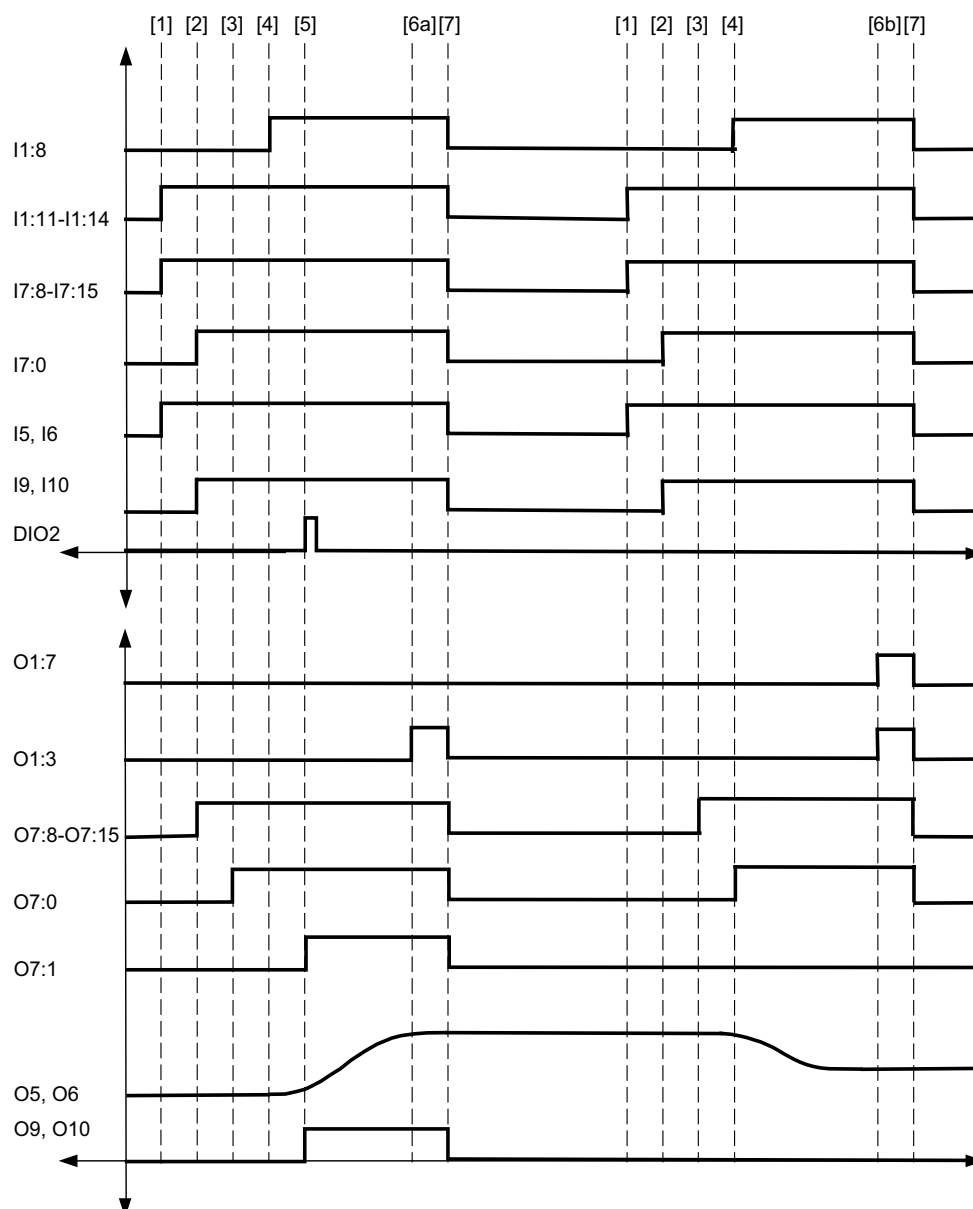 [1] [2] [3] [4] [5] [6a] [7] [1] [2] [3] [4] [6b] [7]
I1:8
I1:11-I1:14
I7:8-I7:15
I7:0
I5, I6
I9, I10
DIO2
O1:7
O1:3
O7:8-O7:15
O7:0
O7:1
O5, O6
O9, O10